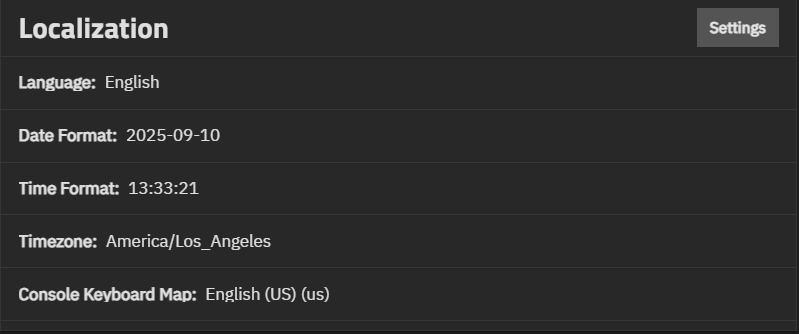 Localization
Settings
Language: English
Date Format: 2025-09-10
Time Format: 13:33:21
Timezone: America/Los_Angeles
Console Keyboard Map: English (US) (us)